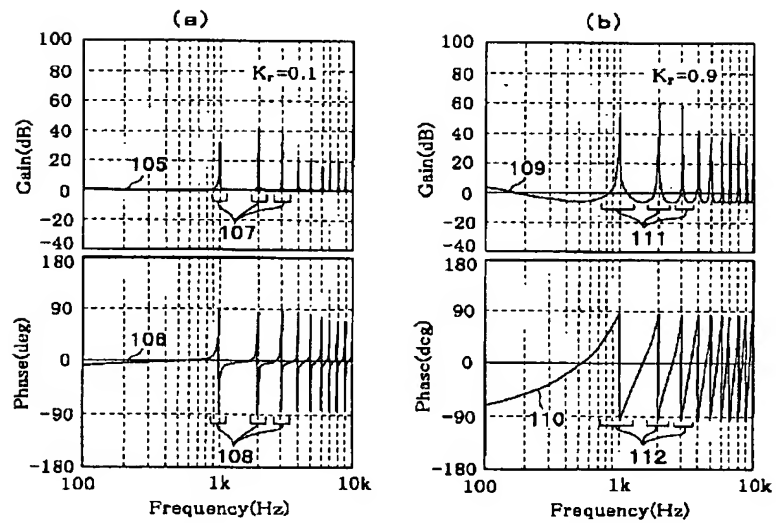 (a)
100
80
60
40
20
0
-20
-40
Gain(dB)
Kr=0.1
105
107
180
90
0
-90
-180
Phase(deg)
106
108
100
1k
10k
Frequency(Hz)
(b)
100
80
60
40
20
0
-20
-40
Gain(dB)
Kr=0.9
109
111
180
90
0
-90
-180
Phase(deg)
110
112
100
1k
10k
Frequency(Hz)